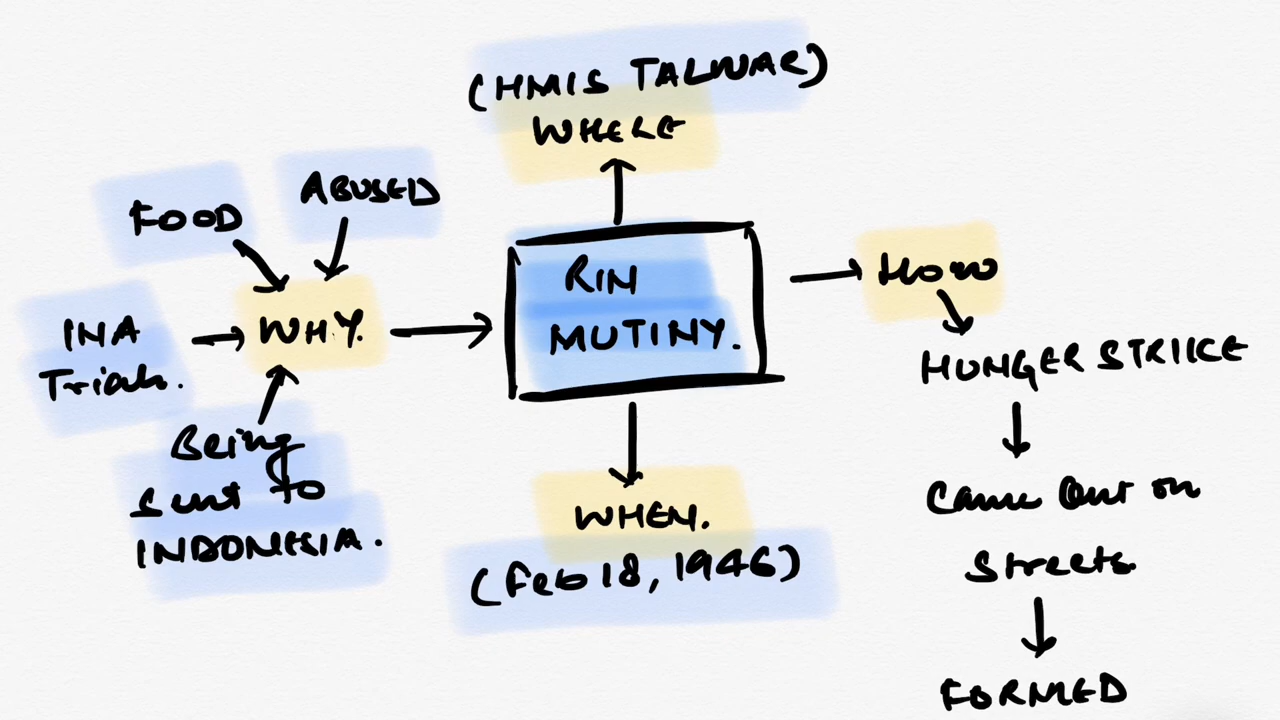 (HMIS TALWAR)
WHERE
FOOD
ABUSED
INA
Trials.
WHY.
Being
sent to
INDONESIA.
RIN
MUTINY.
WHEN.
(Feb 18, 1946)
How
HUNGER STRIKE
Came Out on
Streets.
FORMED